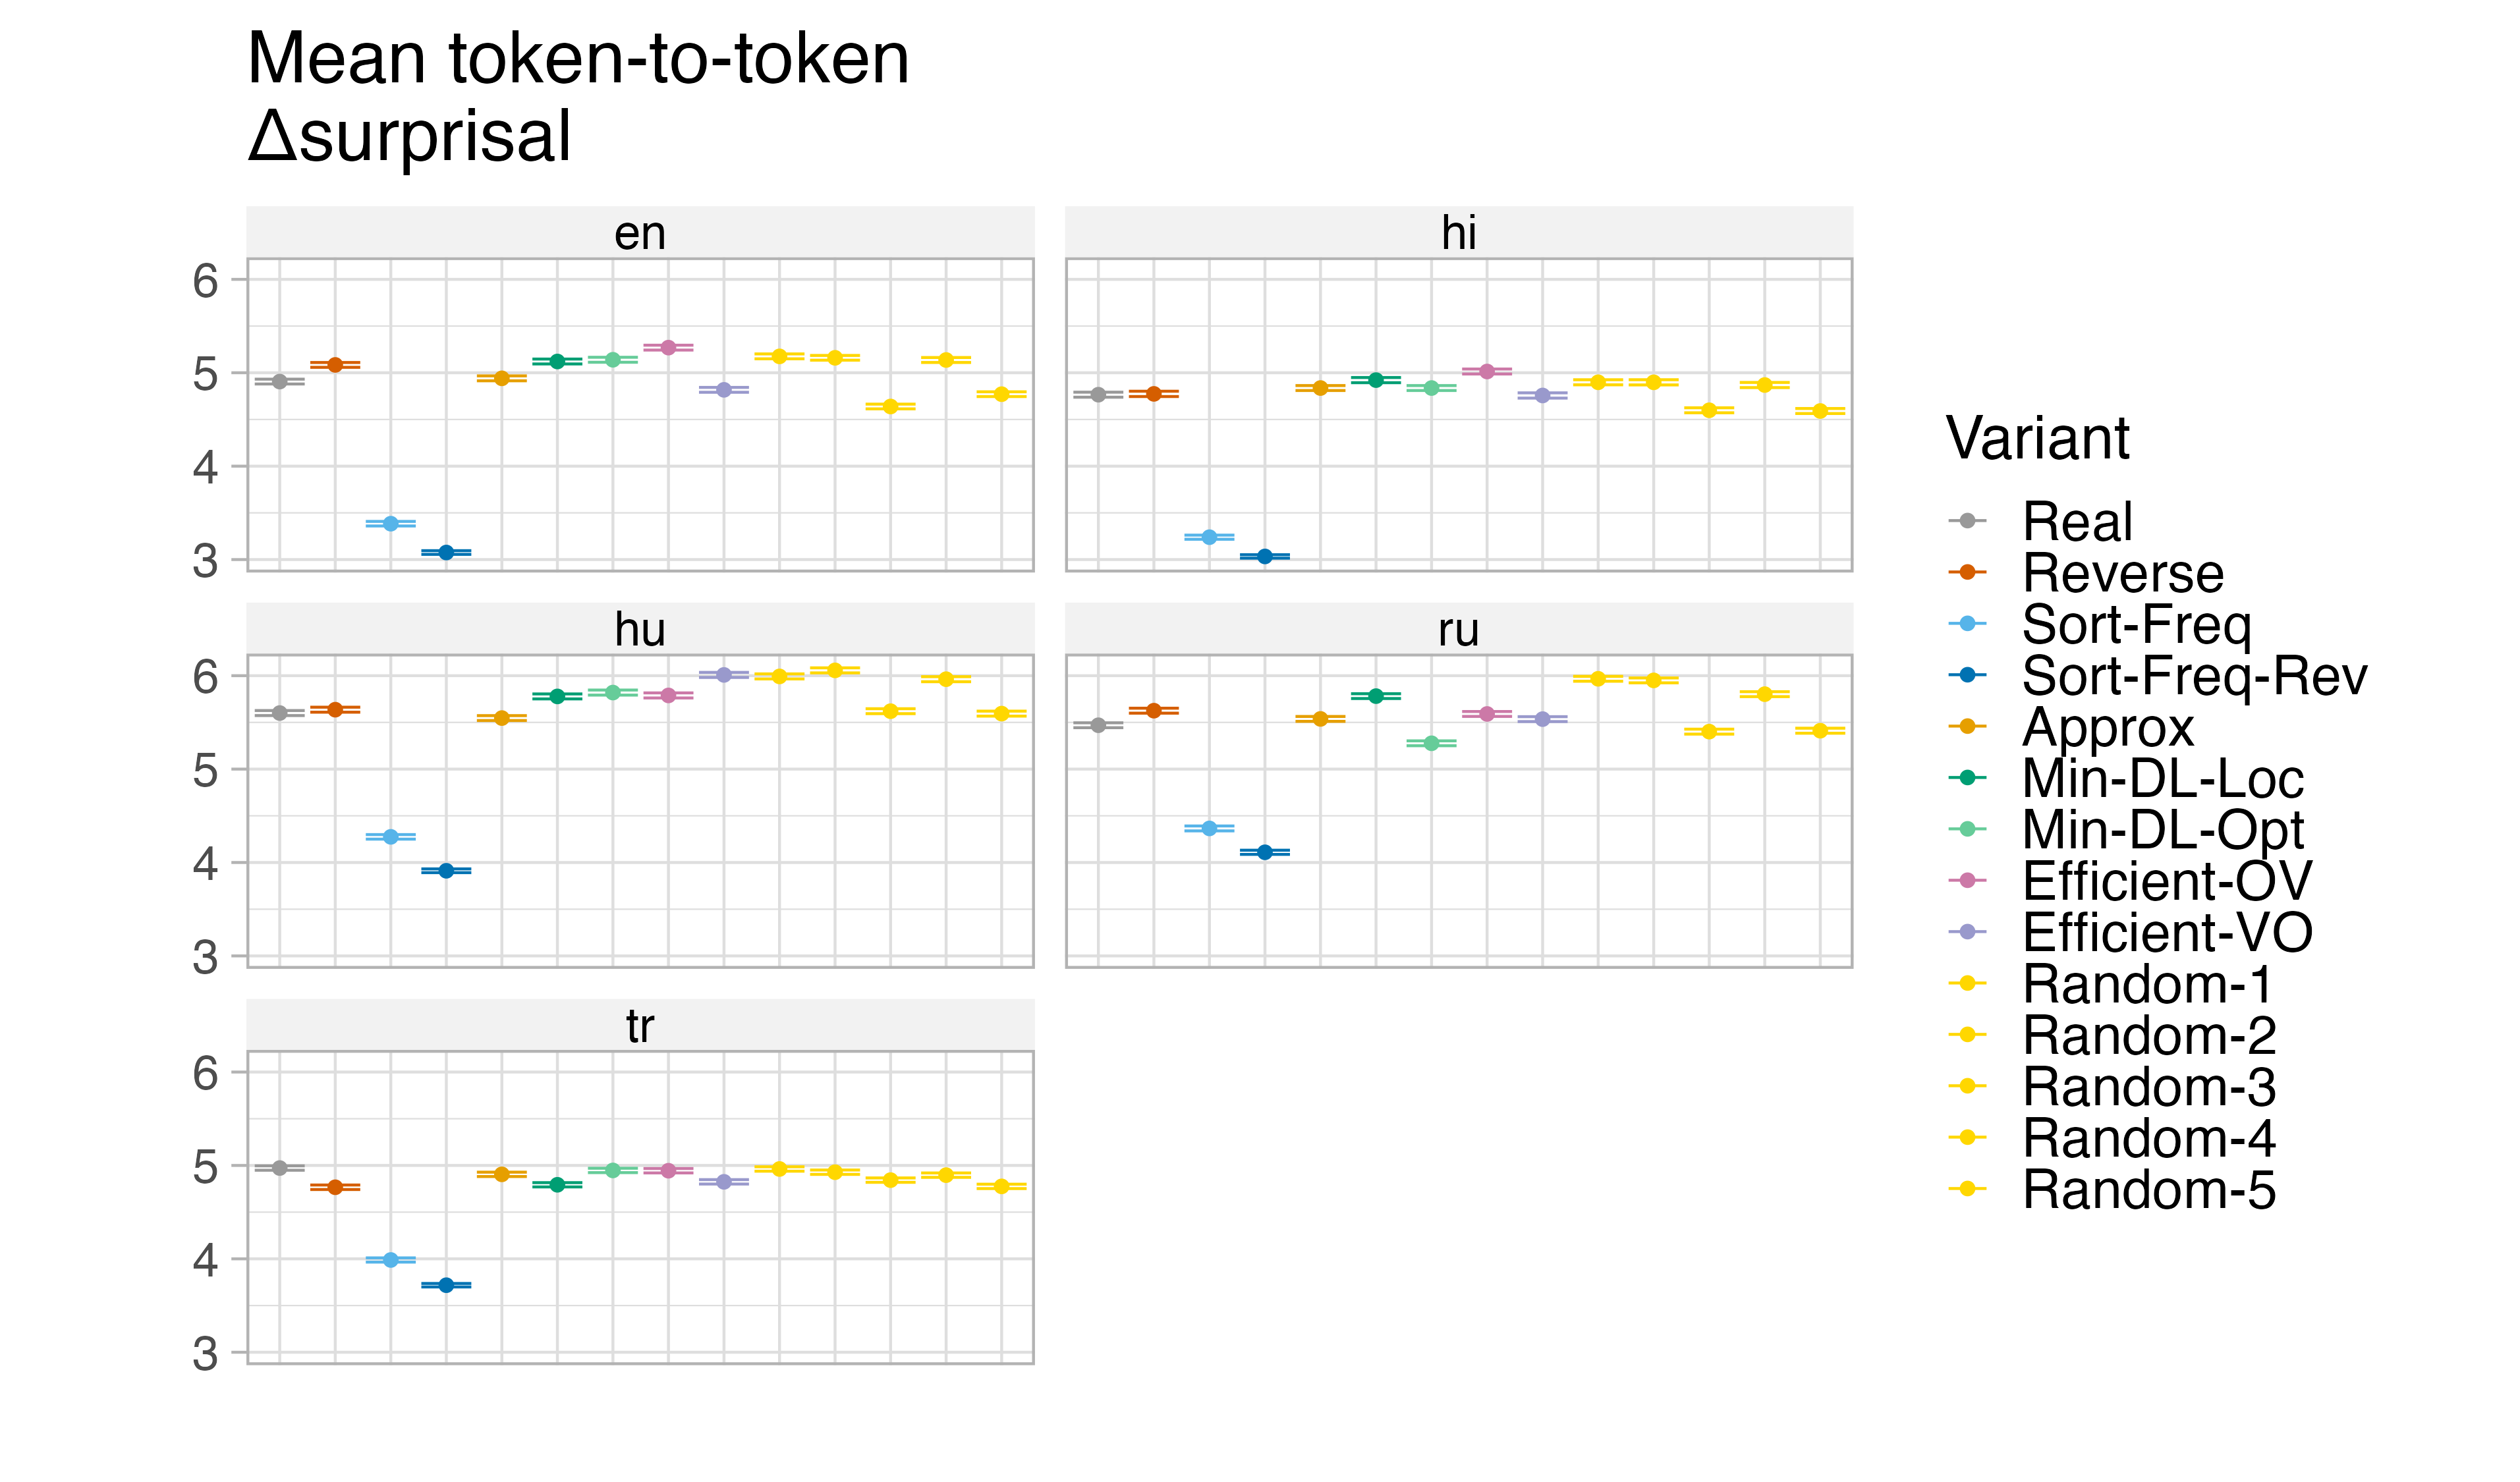 Mean token-to-token
Δsurprisal
en
hi
6
5
4
3
hu
ru
6
5
4
3
tr
6
5
4
3
Variant
Real
Reverse
Sort-Freq
Sort-Freq-Rev
Approx
Min-DL-Loc
Min-DL-Opt
Efficient-OV
Efficient-VO
Random-1
Random-2
Random-3
Random-4
Random-5